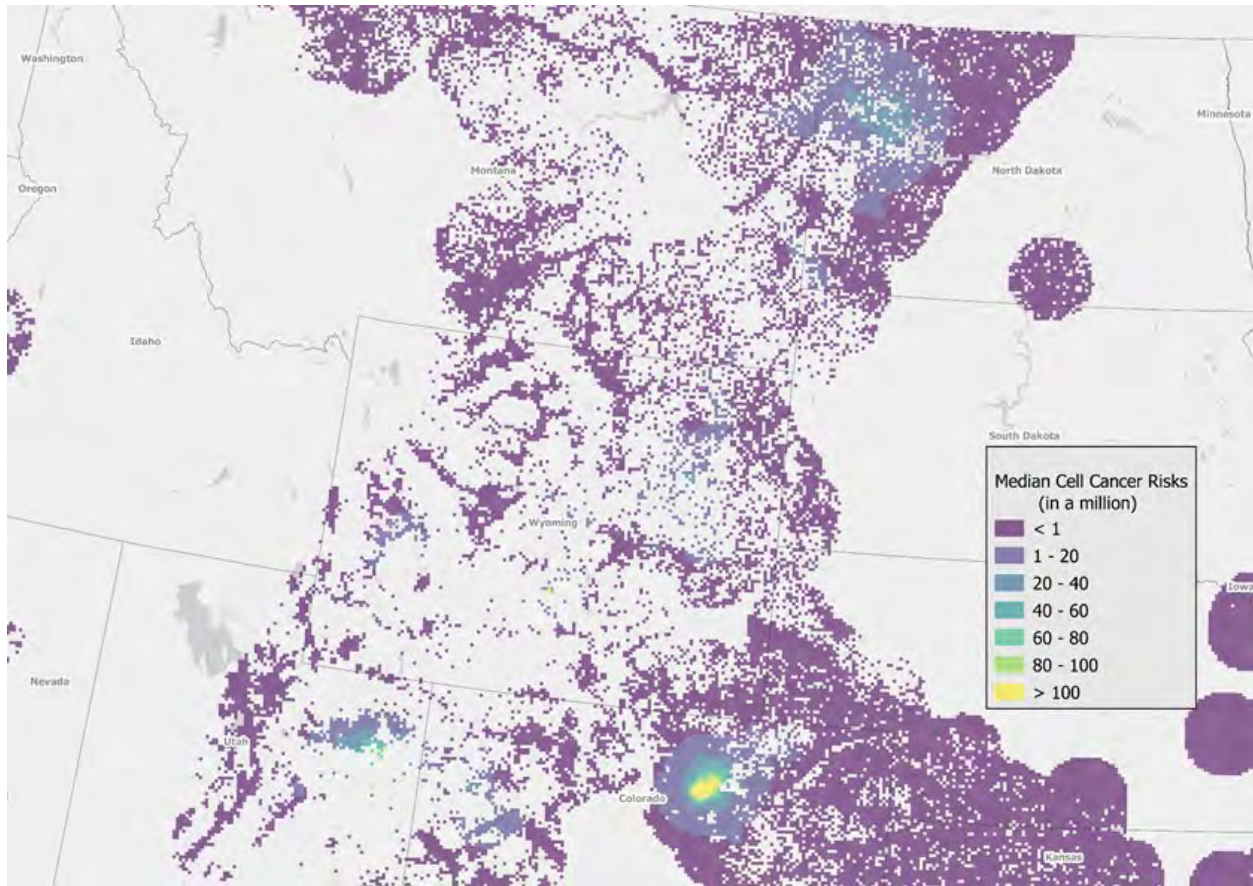 Washington
Minnesota
Montana
North Dakota
Oregon
Idaho
South Dakota
Median Cell Cancer Risks
(in a million)
< 1
1 - 20
20 - 40
40 - 60
60 - 80
80 - 100
> 100
Wyoming
Iowa
Nevada
Utah
Colorado
Kansas